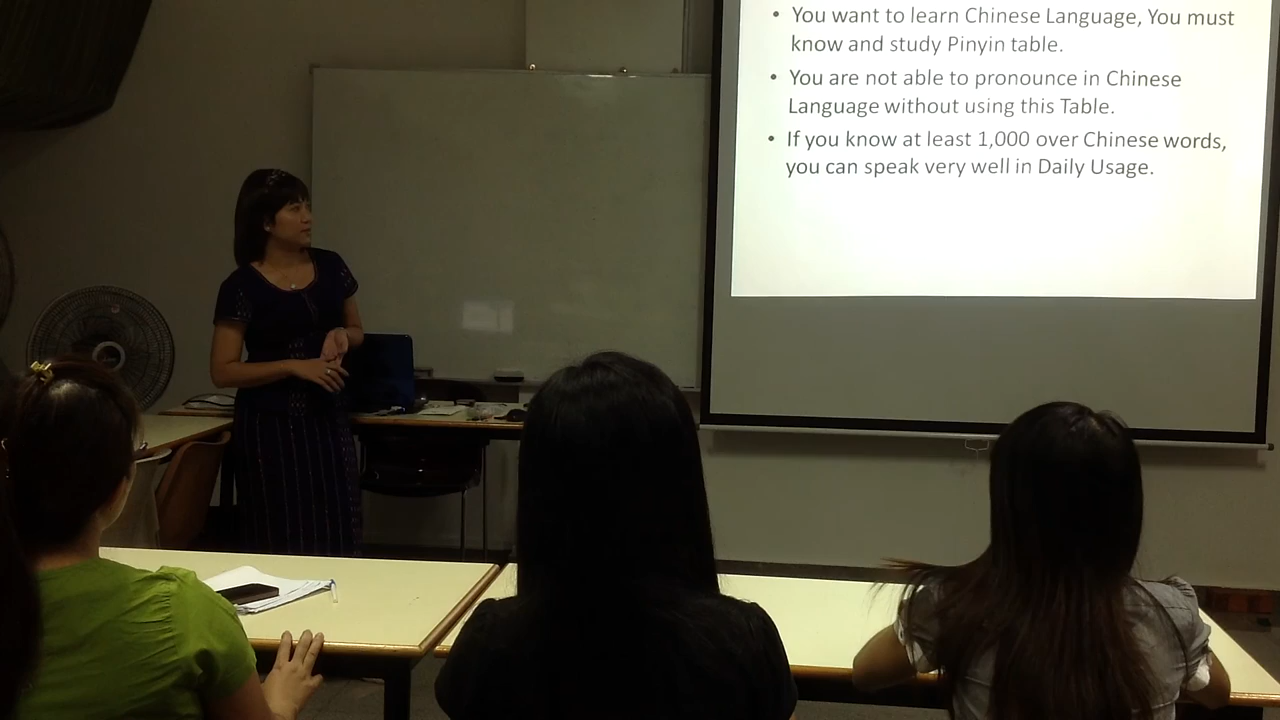 • You want to learn Chinese Language, You must
know and study Pinyin table.
• You are not able to pronounce in Chinese
Language without using this Table.
• If you know at least 1,000 over Chinese words,
you can speak very well in Daily Usage.